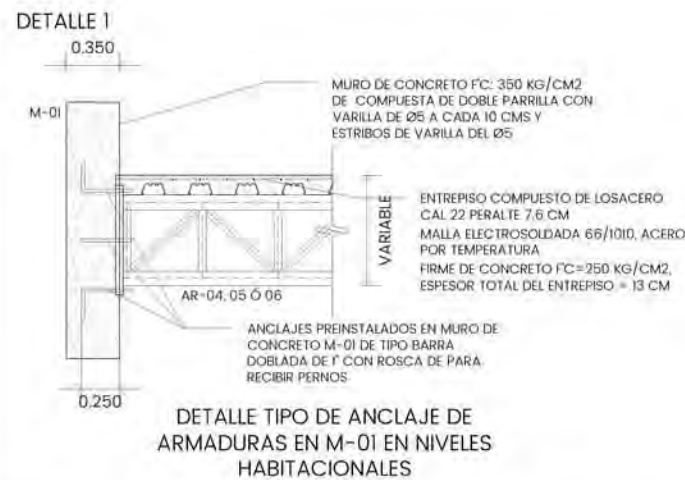 DETALLE 1
0.350
M-01
MURO DE CONCRETO F'C: 350 KG/CM2
DE COMPUESTA DE DOBLE PARRILLA CON
VARILLA DE Ø5 A CADA 10 CMS Y
ESTRIBOS DE VARILLA DEL Ø5
ENTREPISO COMPUESTO DE LOSACERO
CAL 22 PERALTE 7.6 CM
MALLA ELECTROSOLDADA 66/1010, ACERO
POR TEMPERATURA
FIRME DE CONCRETO F'C=250 KG/CM2,
ESPESOR TOTAL DEL ENTREPISO = 13 CM
VARIABLE
AR-04, 05 Ó 06
ANCLAJES PREINSTALADOS EN MURO DE
CONCRETO M-01 DE TIPO BARRA
DOBLADA DE 1" CON ROSCA DE PARA
RECIBIR PERNOS
0.250
DETALLE TIPO DE ANCLAJE DE
ARMADURAS EN M-01 EN NIVELES
HABITACIONALES